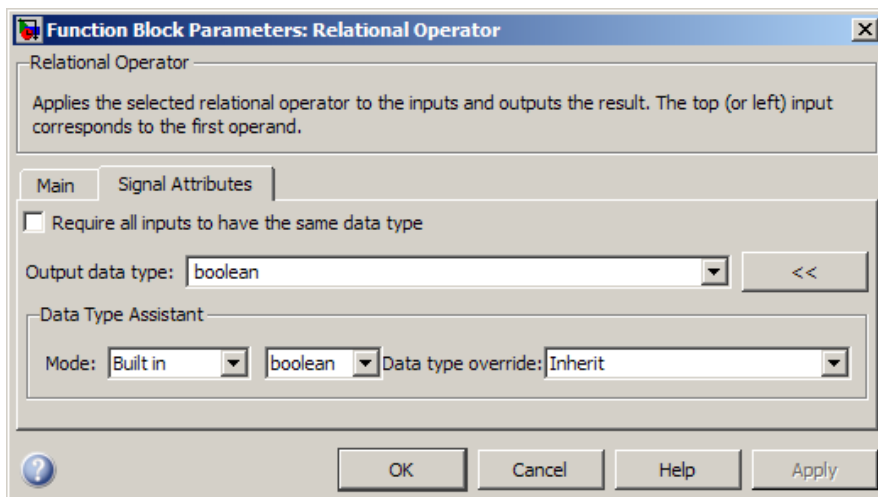 Function Block Parameters: Relational Operator
Relational Operator
Applies the selected relational operator to the inputs and outputs the result. The top (or left) input
corresponds to the first operand.
Main Signal Attributes
Require all inputs to have the same data type
Output data type: boolean <<
Data Type Assistant
Mode: Built in boolean Data type override: Inherit
? OK Cancel Help Apply